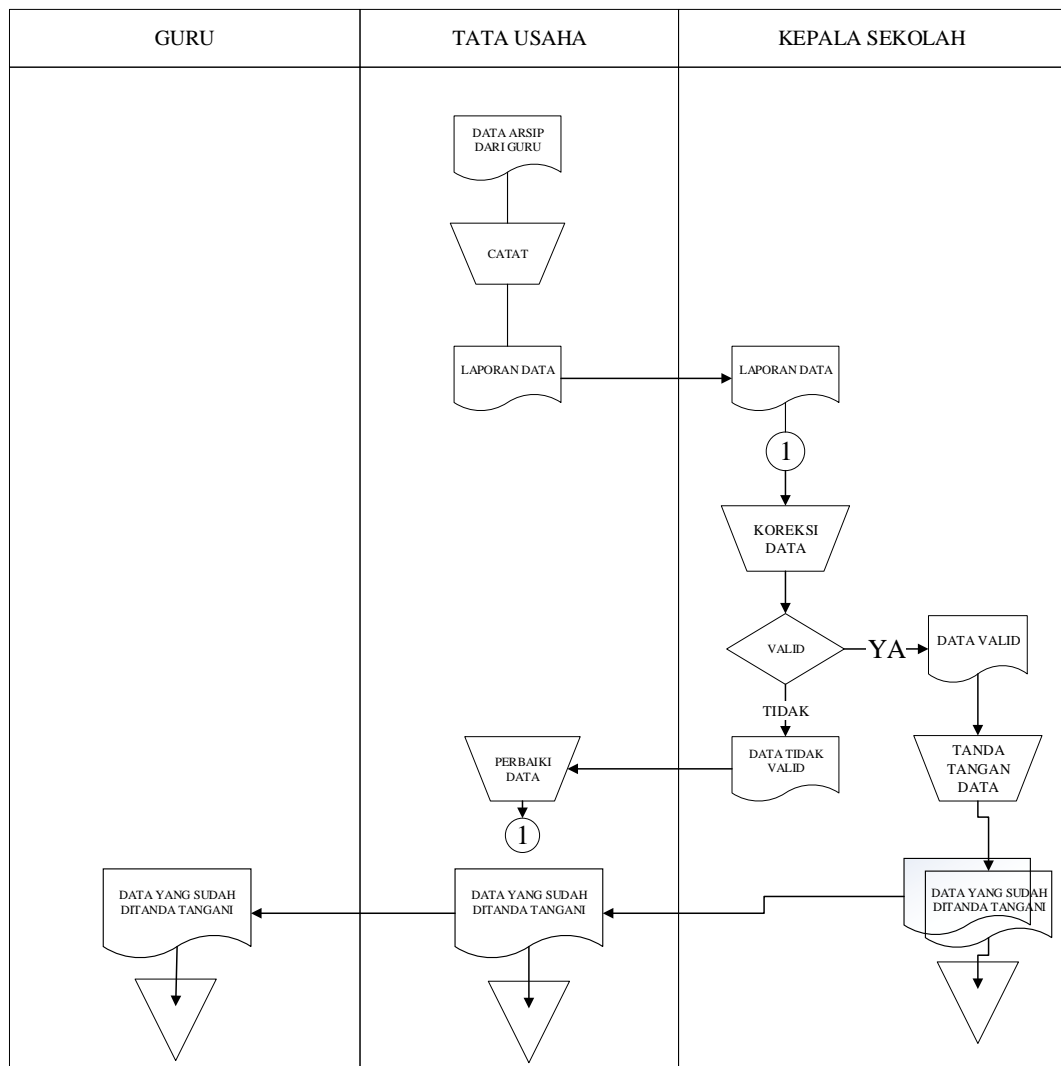 GURU
TATA USAHA
KEPALA SEKOLAH
DATA ARSIP
DARI GURU
CATAT
LAPORAN DATA
LAPORAN DATA
1
KOREKSI
DATA
VALID
YA
DATA VALID
TIDAK
PERBAIKI
DATA
DATA TIDAK
VALID
TANDA
TANGAN
DATA
1
DATA YANG SUDAH
DITANDA TANGANI
DATA YANG SUDAH
DITANDA TANGANI
DATA YANG SUDAH
DITANDA TANGANI